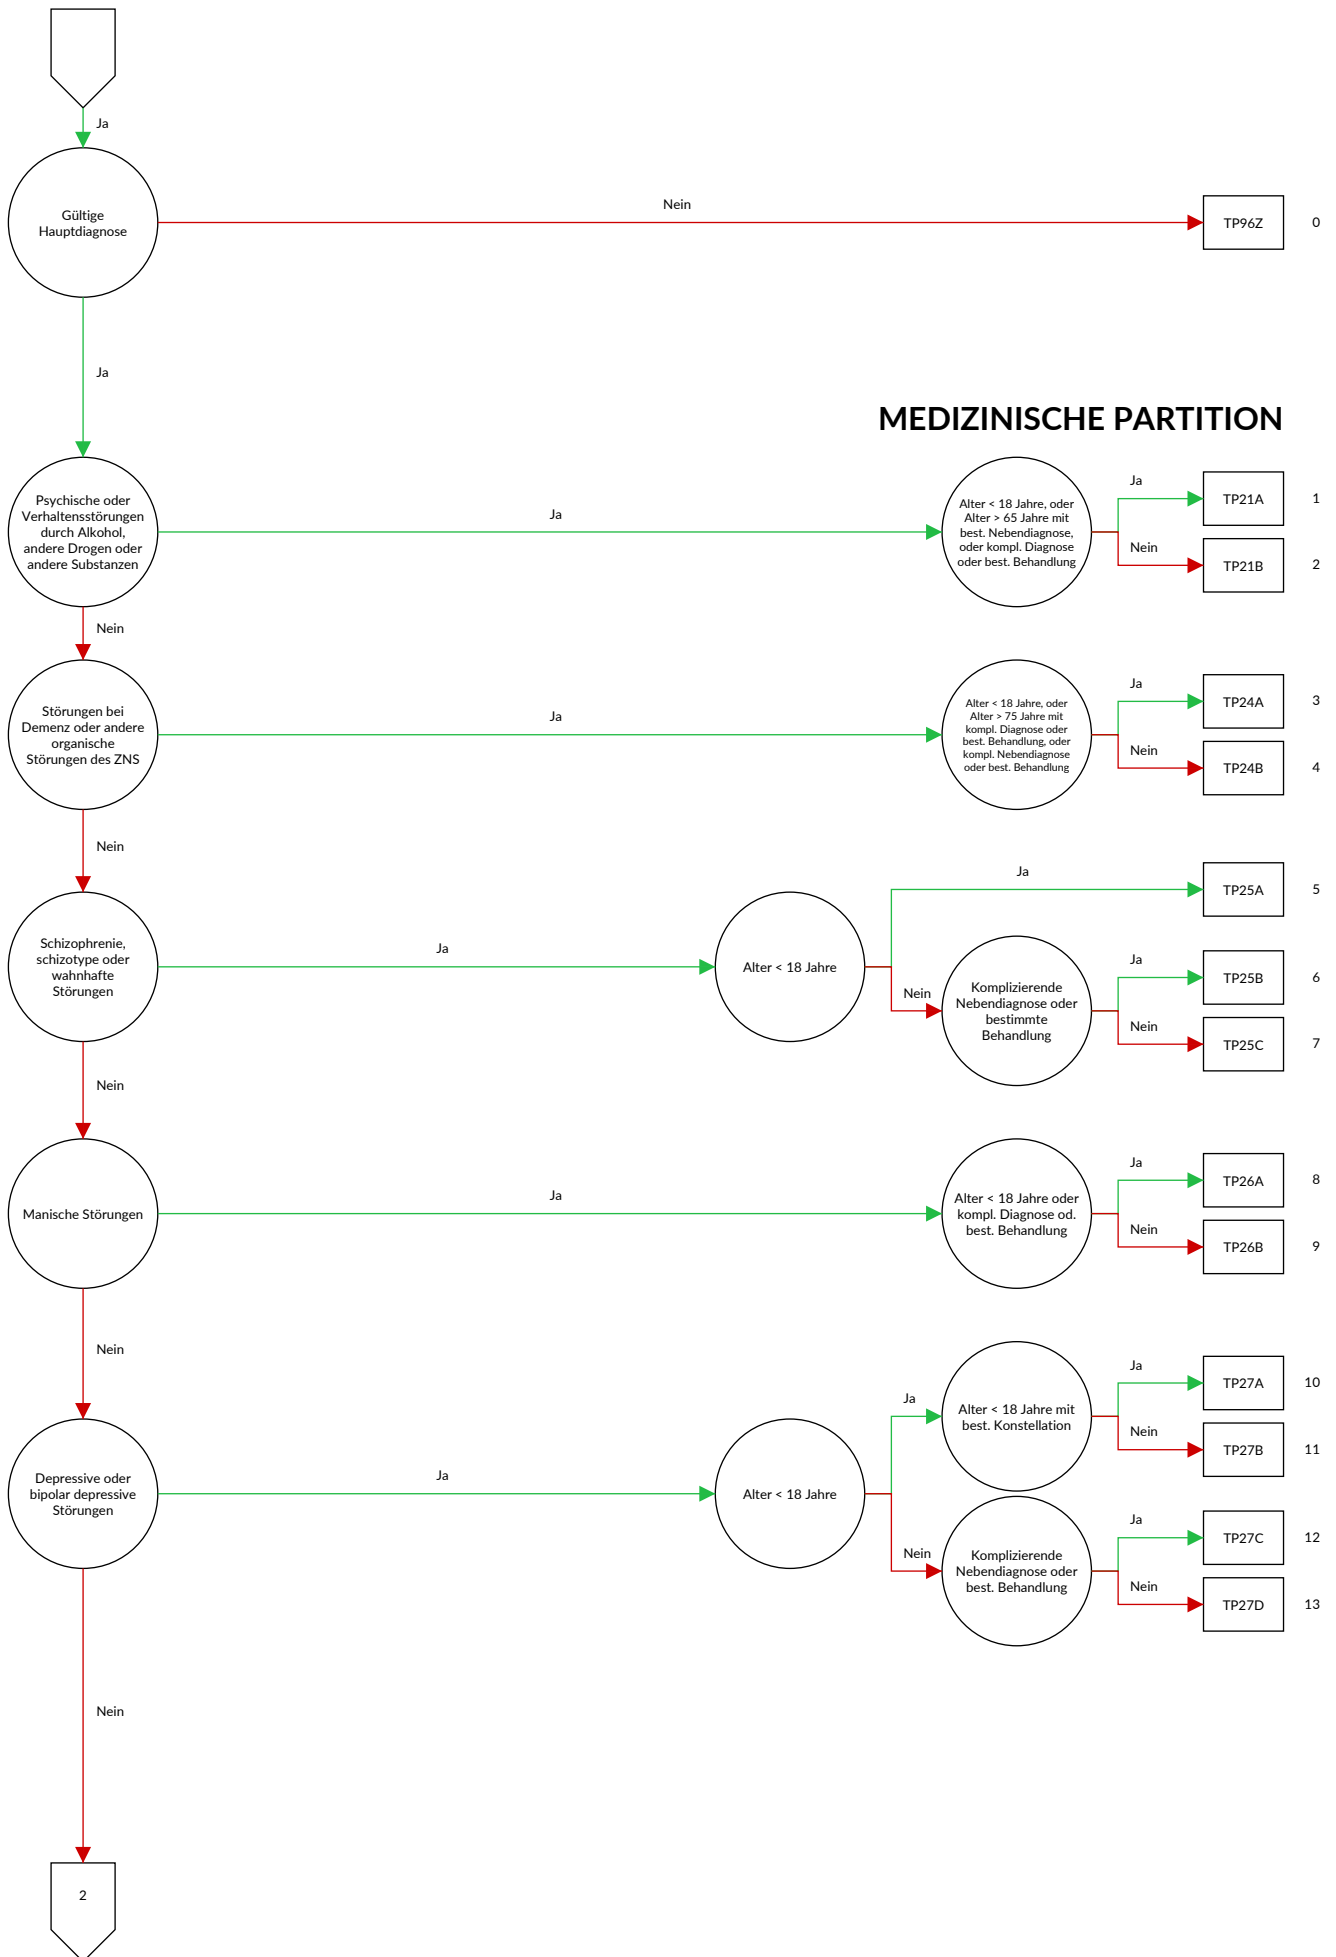 Ja
Gültige
Hauptdiagnose
Nein
TP96Z
0
Ja
MEDIZINISCHE PARTITION
Psychische oder
Verhaltensstörungen
durch Alkohol,
andere Drogen oder
andere Substanzen
Ja
Alter < 18 Jahre, oder
Alter > 65 Jahre mit
best. Nebendiagnose,
oder kompl. Diagnose
oder best. Behandlung
Ja
TP21A
1
Nein
TP21B
2
Nein
Störungen bei
Demenz oder andere
organische
Störungen des ZNS
Ja
Alter < 18 Jahre, oder
Alter > 75 Jahre mit
kompl. Diagnose oder
best. Behandlung, oder
kompl. Nebendiagnose
oder best. Behandlung
Ja
TP24A
3
Nein
TP24B
4
Nein
Schizophrenie,
schizotype oder
wahnhafte
Störungen
Ja
Alter < 18 Jahre
Ja
TP25A
5
Nein
Komplizierende
Nebendiagnose oder
bestimmte
Behandlung
Ja
TP25B
6
Nein
TP25C
7
Nein
Manische Störungen
Ja
Alter < 18 Jahre oder
kompl. Diagnose od.
best. Behandlung
Ja
TP26A
8
Nein
TP26B
9
Nein
Depressive oder
bipolar depressive
Störungen
Ja
Alter < 18 Jahre
Ja
Alter < 18 Jahre mit
best. Konstellation
Ja
TP27A
10
Nein
TP27B
11
Nein
Komplizierende
Nebendiagnose oder
best. Behandlung
Ja
TP27C
12
Nein
TP27D
13
Nein
2